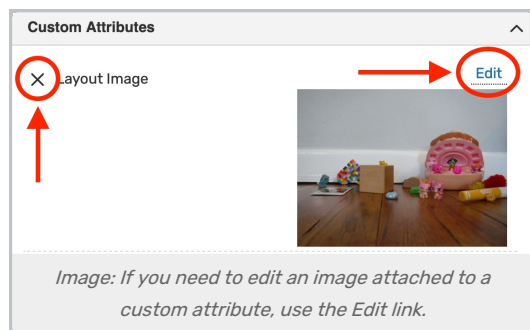 Custom Attributes
Layout Image
Edit
Image: If you need to edit an image attached to a
custom attribute, use the Edit link.